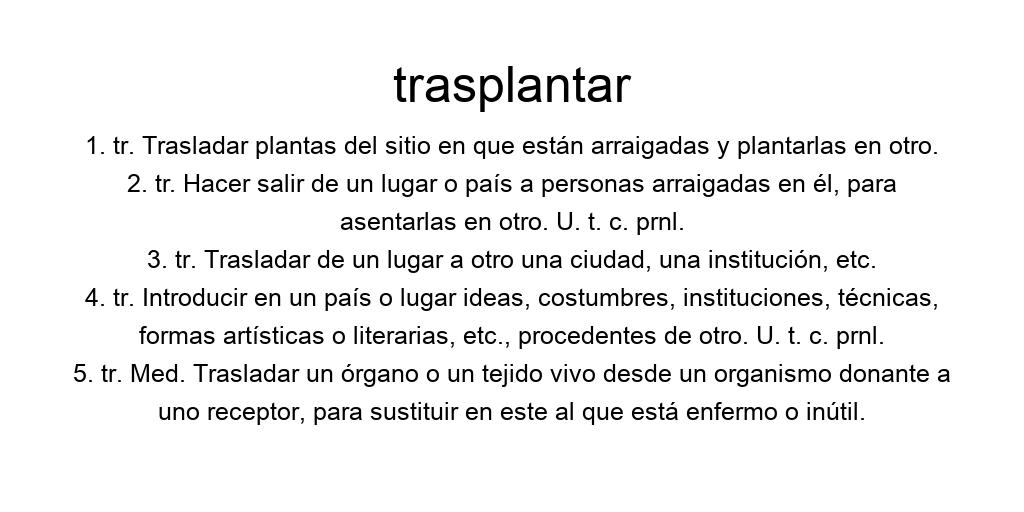 trasplantar
1. tr. Trasladar plantas del sitio en que están arraigadas y plantarlas en otro.
2. tr. Hacer salir de un lugar o país a personas arraigadas en él, para
asentarlas en otro. U. t. c. prnl.
3. tr. Trasladar de un lugar a otro una ciudad, una institución, etc.
4. tr. Introducir en un país o lugar ideas, costumbres, instituciones, técnicas,
formas artísticas o literarias, etc., procedentes de otro. U. t. c. prnl.
5. tr. Med. Trasladar un órgano o un tejido vivo desde un organismo donante a
uno receptor, para sustituir en este al que está enfermo o inútil.